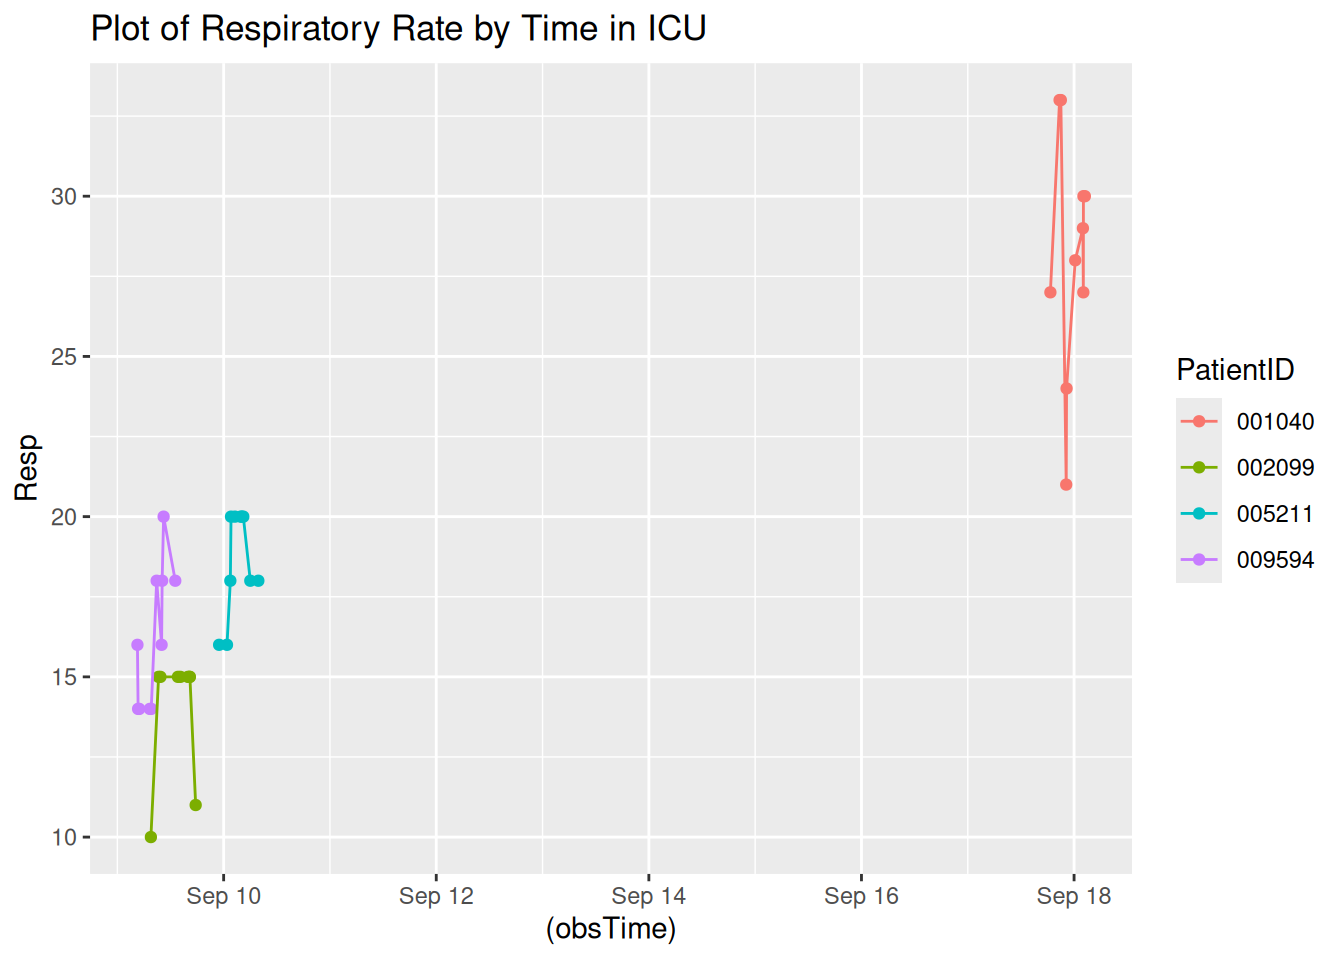 Plot of Respiratory Rate by Time in ICU
30
25
20
15
10
Resp
Sep 10
Sep 12
Sep 14
Sep 16
Sep 18
(obsTime)
PatientID
001040
002099
005211
009594